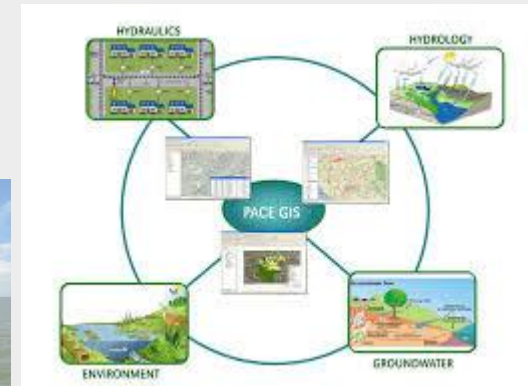 HYDRAULICS
HYDROLOGY
PACE GIS
ENVIRONMENT
GROUNDWATER